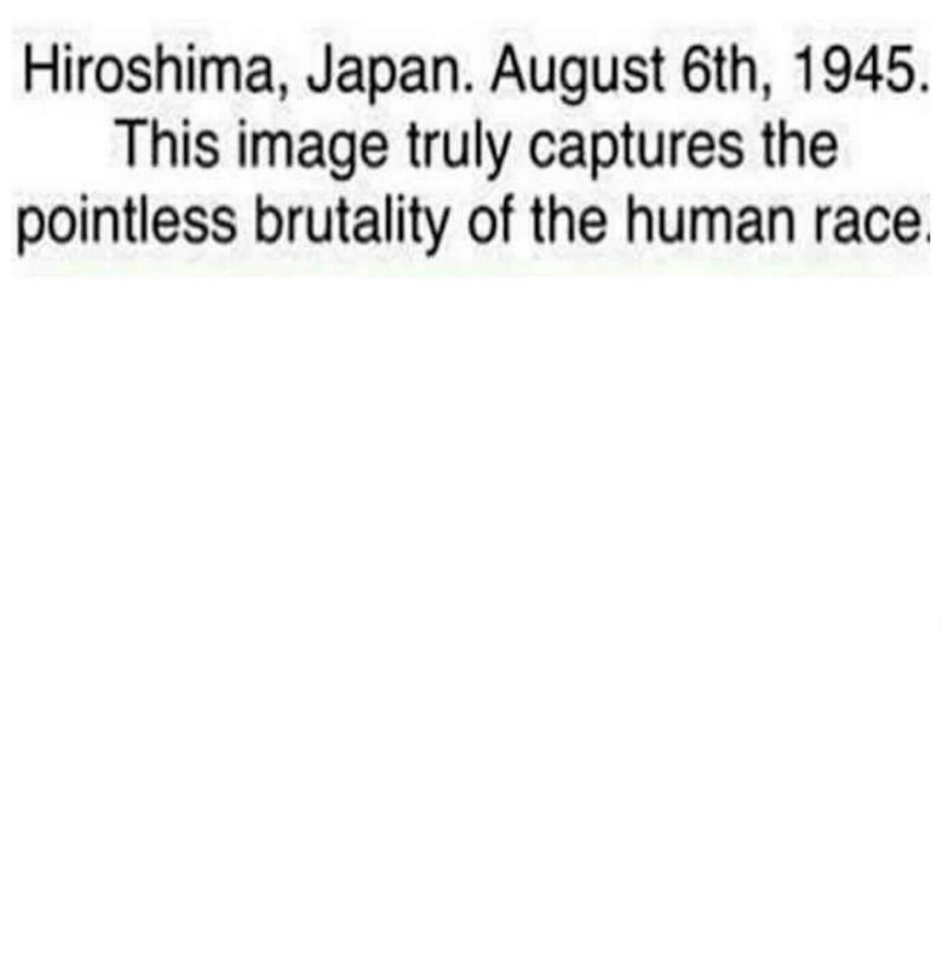 Hiroshima, Japan. August 6th, 1945.
This image truly captures the
pointless brutality of the human race.